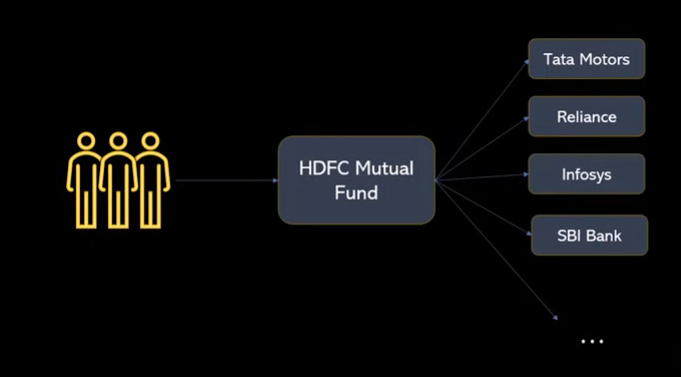 Tata Motors
Reliance
HDFC Mutual
Fund
Infosys
SBI Bank
...